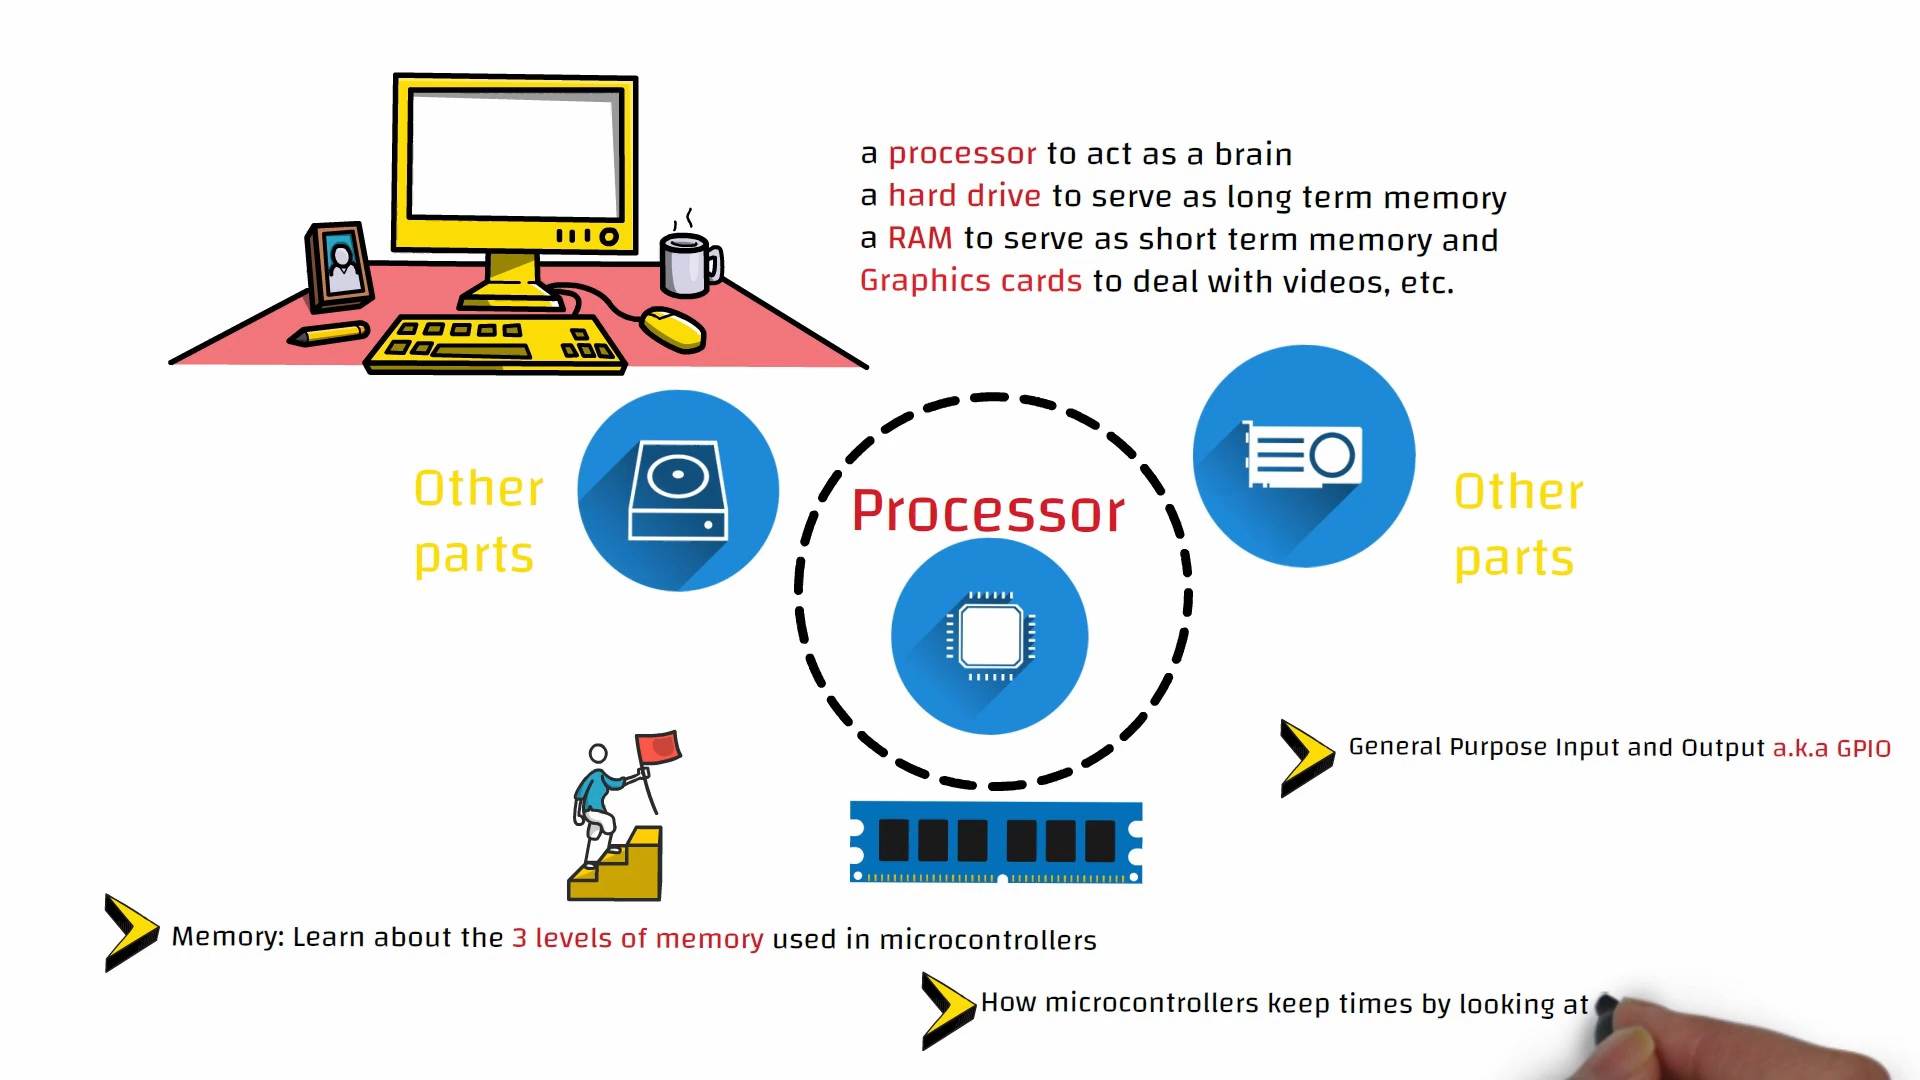 a processor to act as a brain
a hard drive to serve as long term memory
a RAM to serve as short term memory and
Graphics cards to deal with videos, etc.
Other
parts
Processor
Other
parts
General Purpose Input and Output a.k.a GPIO
Memory: Learn about the 3 levels of memory used in microcontrollers
How microcontrollers keep times by looking at